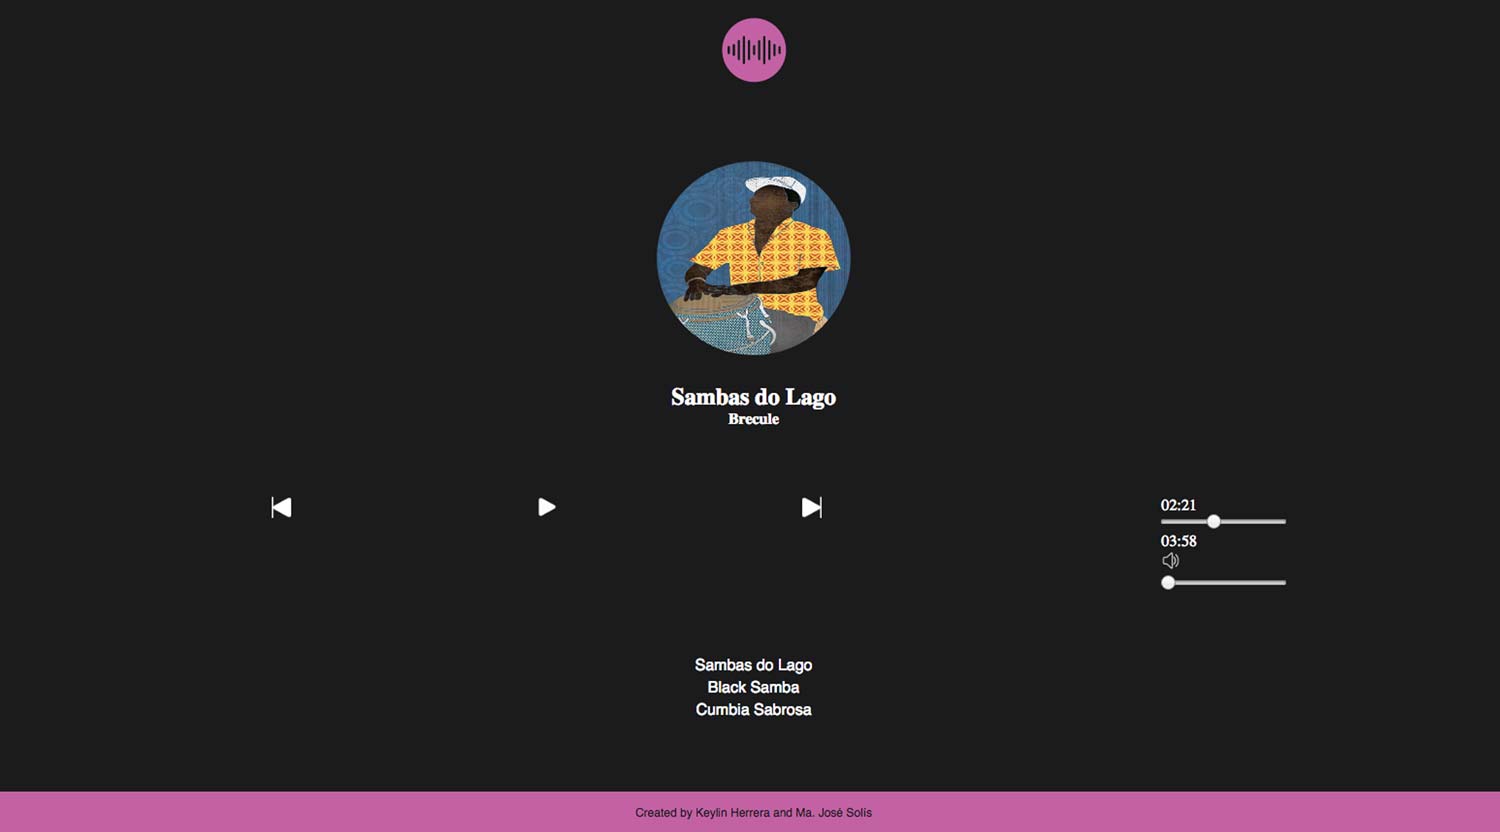 Sambas do Lago
Brecule
02:21
03:58
Sambas do Lago
Black Samba
Cumbia Sabrosa
Created by Keylin Herrera and Ma. José Solís